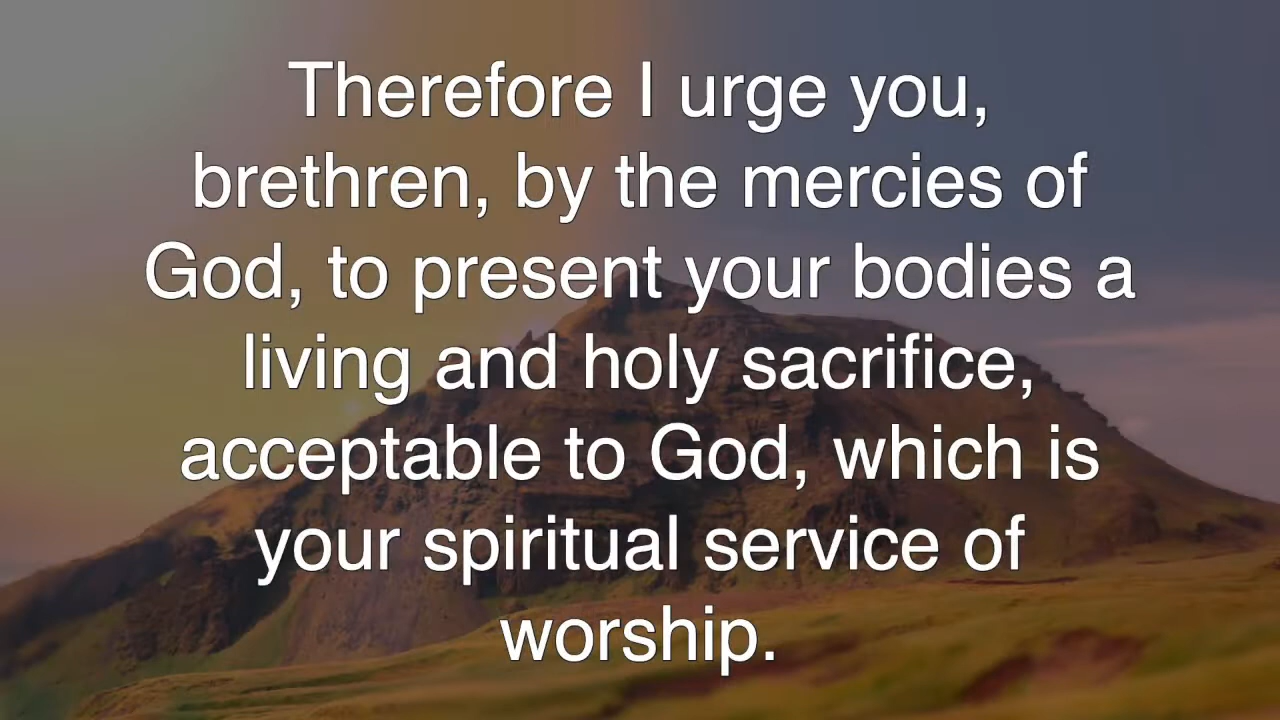 Therefore I urge you,
brethren, by the mercies of
God, to present your bodies a
living and holy sacrifice,
acceptable to God, which is
your spiritual service of
worship.